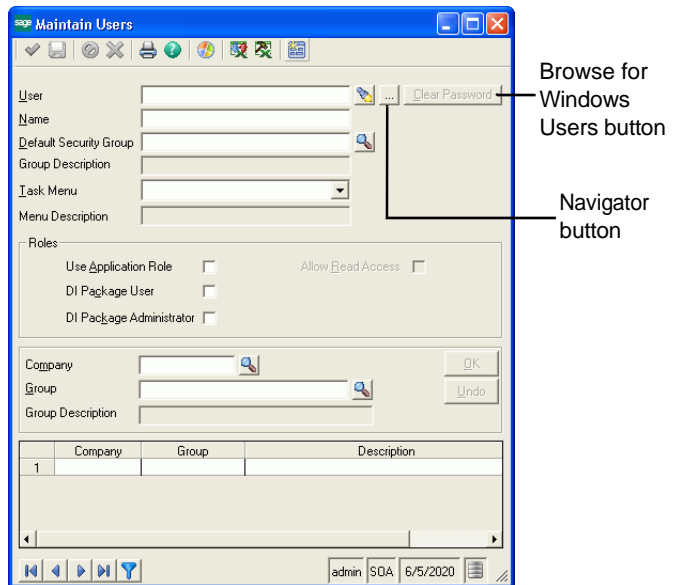 sage Maintain Users
User
... Clear Password
Name
Default Security Group
Group Description
Task Menu
Menu Description
Browse for
Windows
Users button
Navigator
button
Roles
Use Application Role
Allow Read Access
DI Package User
DI Package Administrator
Company
OK
Group
Undo
Group Description
Company Group Description
1
admin SOA 6/5/2020